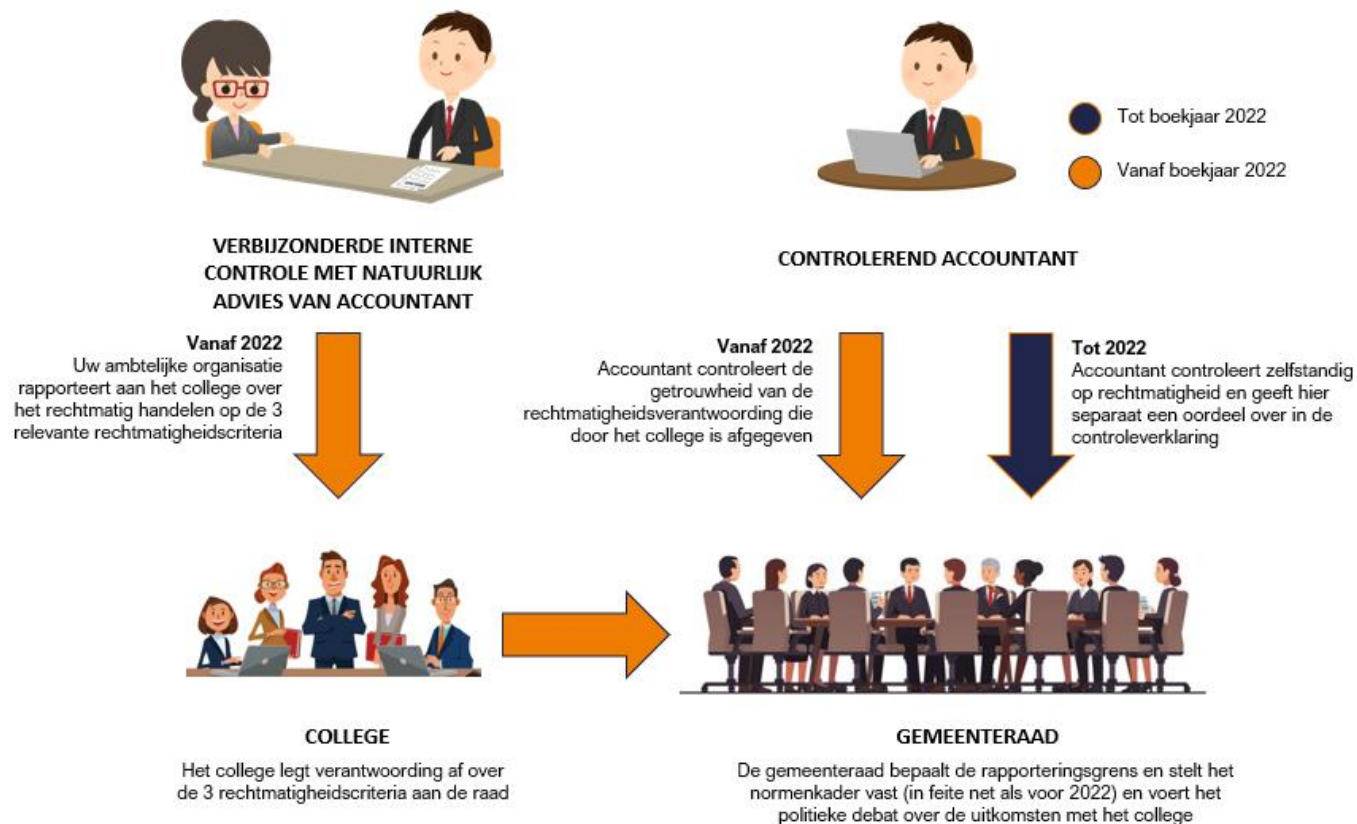 Tot boekjaar 2022
Vanaf boekjaar 2022
VERBIJZONDERDE INTERNE
CONTROLE MET NATUURLIJK
ADVIES VAN ACCOUNTANT
CONTROLEREND ACCOUNTANT
Vanaf 2022
Uw ambtelijke organisatie
rapporteert aan het college over
het rechtmatig handelen op de 3
relevante rechtmatigheidscriteria
Vanaf 2022
Accountant controleert de
getrouwheid van de
rechtmatigheidsverantwoording die
door het college is afgegeven
Tot 2022
Accountant controleert zelfstandig
op rechtmatigheid en geeft hier
separaat een oordeel over in de
controleverklaring
COLLEGE
Het college legt verantwoording af over
de 3 rechtmatigheidscriteria aan de raad
GEMEENTERAAD
De gemeenteraad bepaalt de rapporteringsgrens en stelt het
normenkader vast (in feite net als voor 2022) en voert het
politieke debat over de uitkomsten met het college